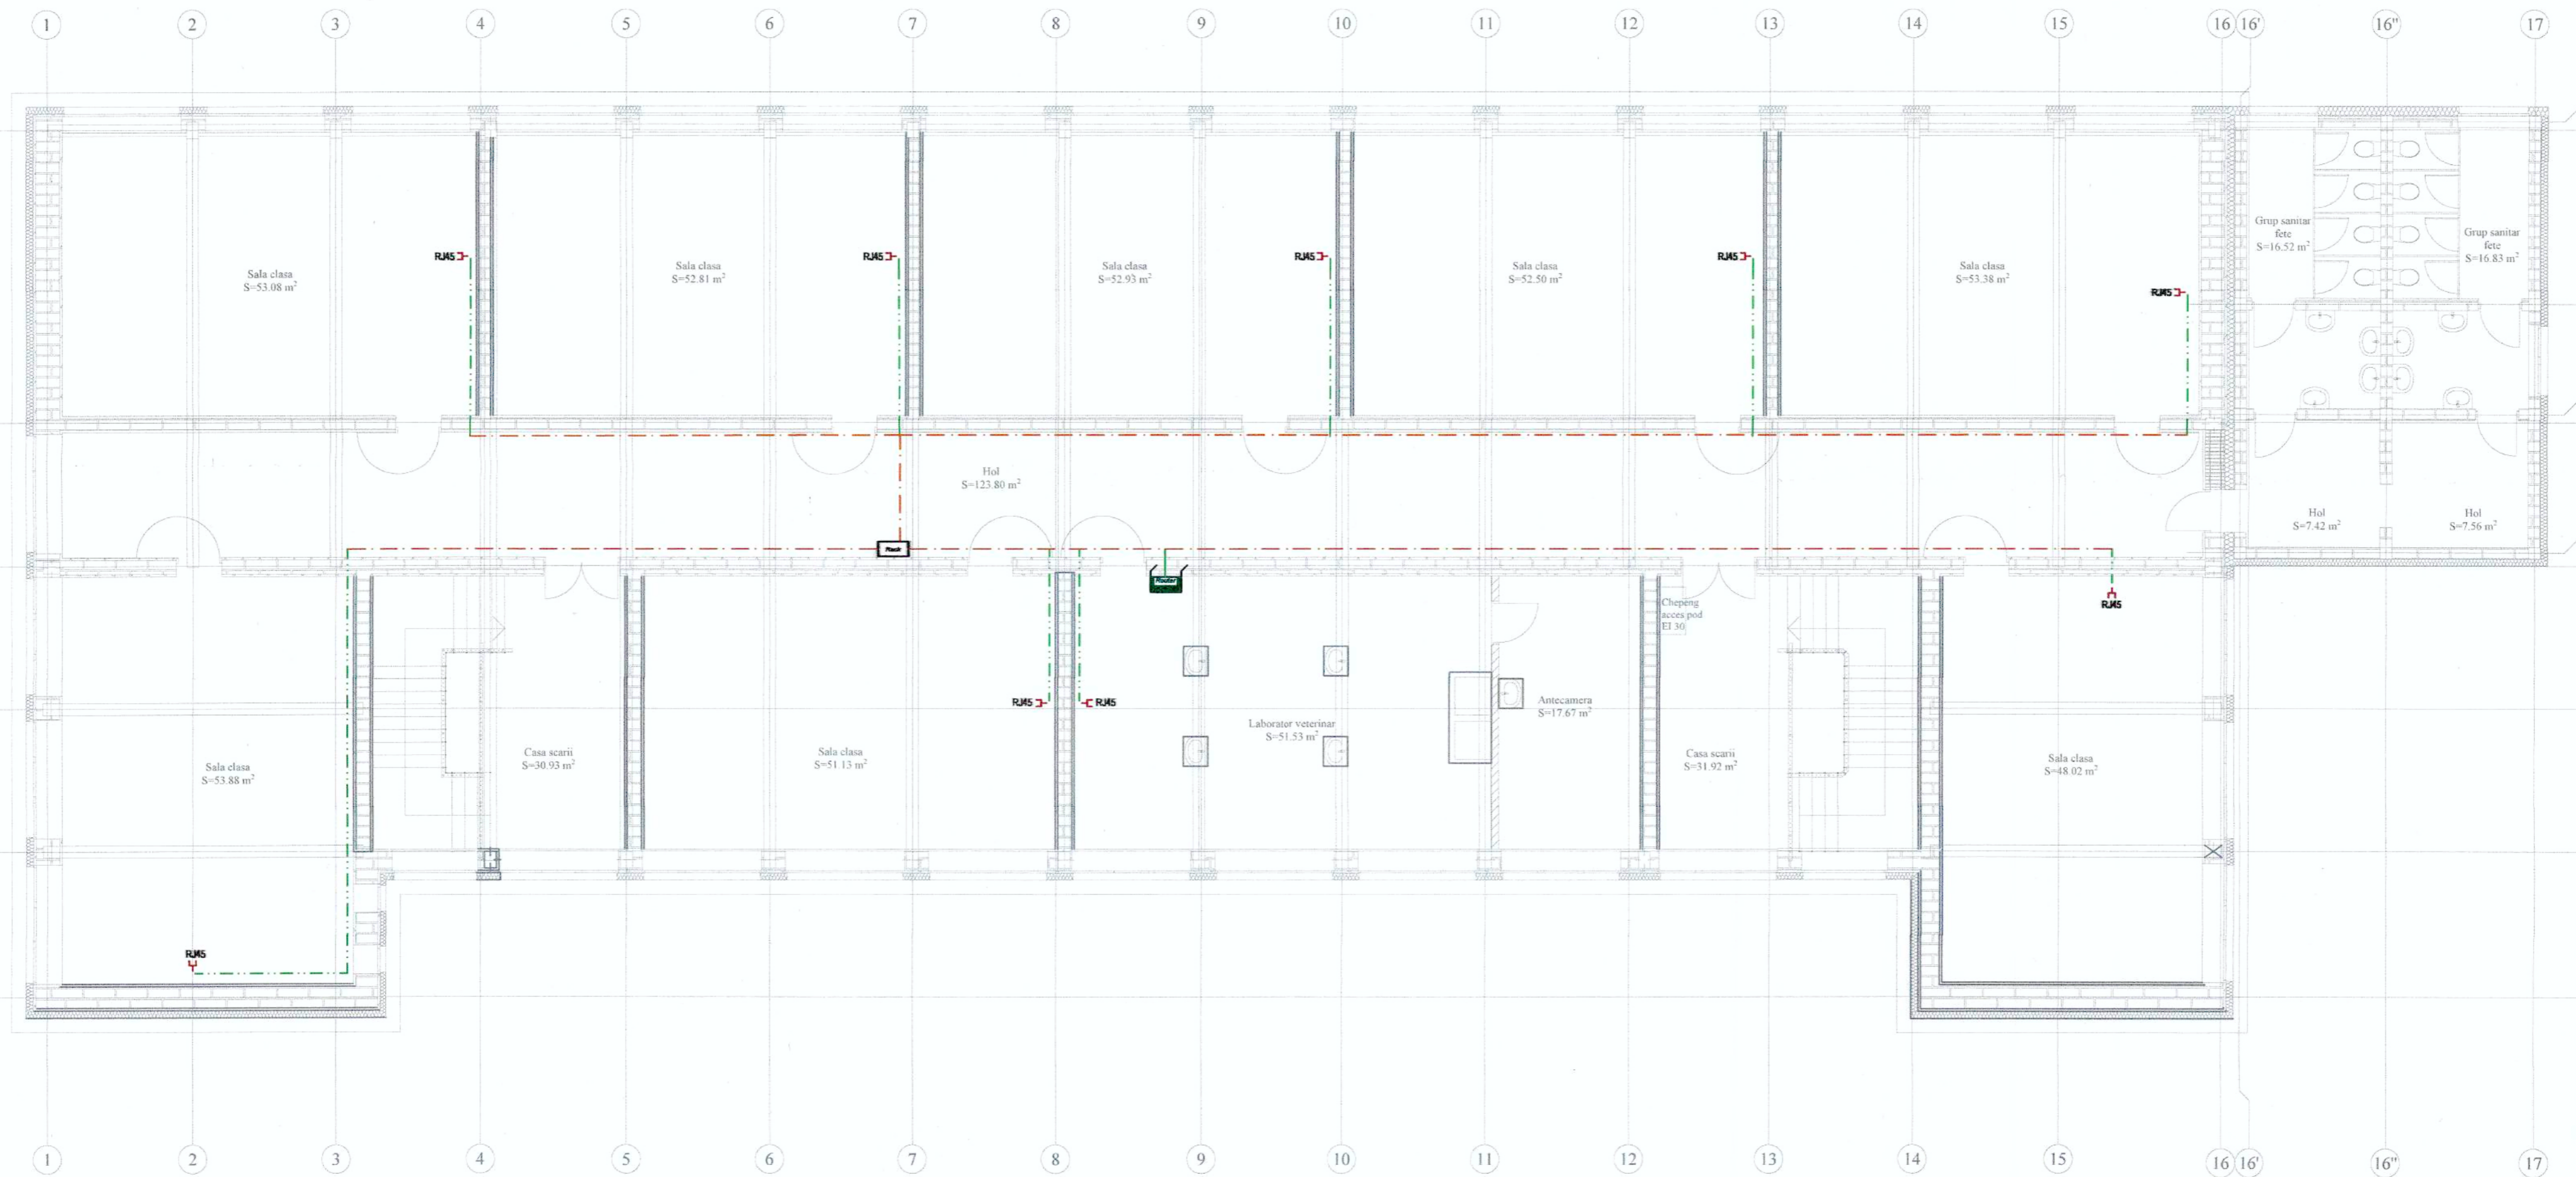 1
2
3
4
5
6
7
8
9
10
11
12
13
14
15
16
16'
16"
17
Grup sanitar
fete
S=16.52 m²
Grup sanitar
fete
S=16.83 m²
RJ45
RJ45
RJ45
RJ45
RJ45
Sala clasa
S=53.08 m²
Sala clasa
S=52.81 m²
Sala clasa
S=52.93 m²
Sala clasa
S=52.50 m²
Sala clasa
S=53.38 m²
Hol
S=123.80 m²
Hol
S=7.42 m²
Hol
S=7.56 m²
Rack
Router
Chepeng
acces pod
EI 30
RJ45
RJ45
RJ45
Antecamera
S=17.67 m²
Laborator veterinar
S=51.53 m²
Casa scarii
S=30.93 m²
Sala clasa
S=51.13 m²
Casa scarii
S=31.92 m²
Sala clasa
S=48.02 m²
Sala clasa
S=53.88 m²
RJ45
1
2
3
4
5
6
7
8
9
10
11
12
13
14
15
16
16'
16"
17